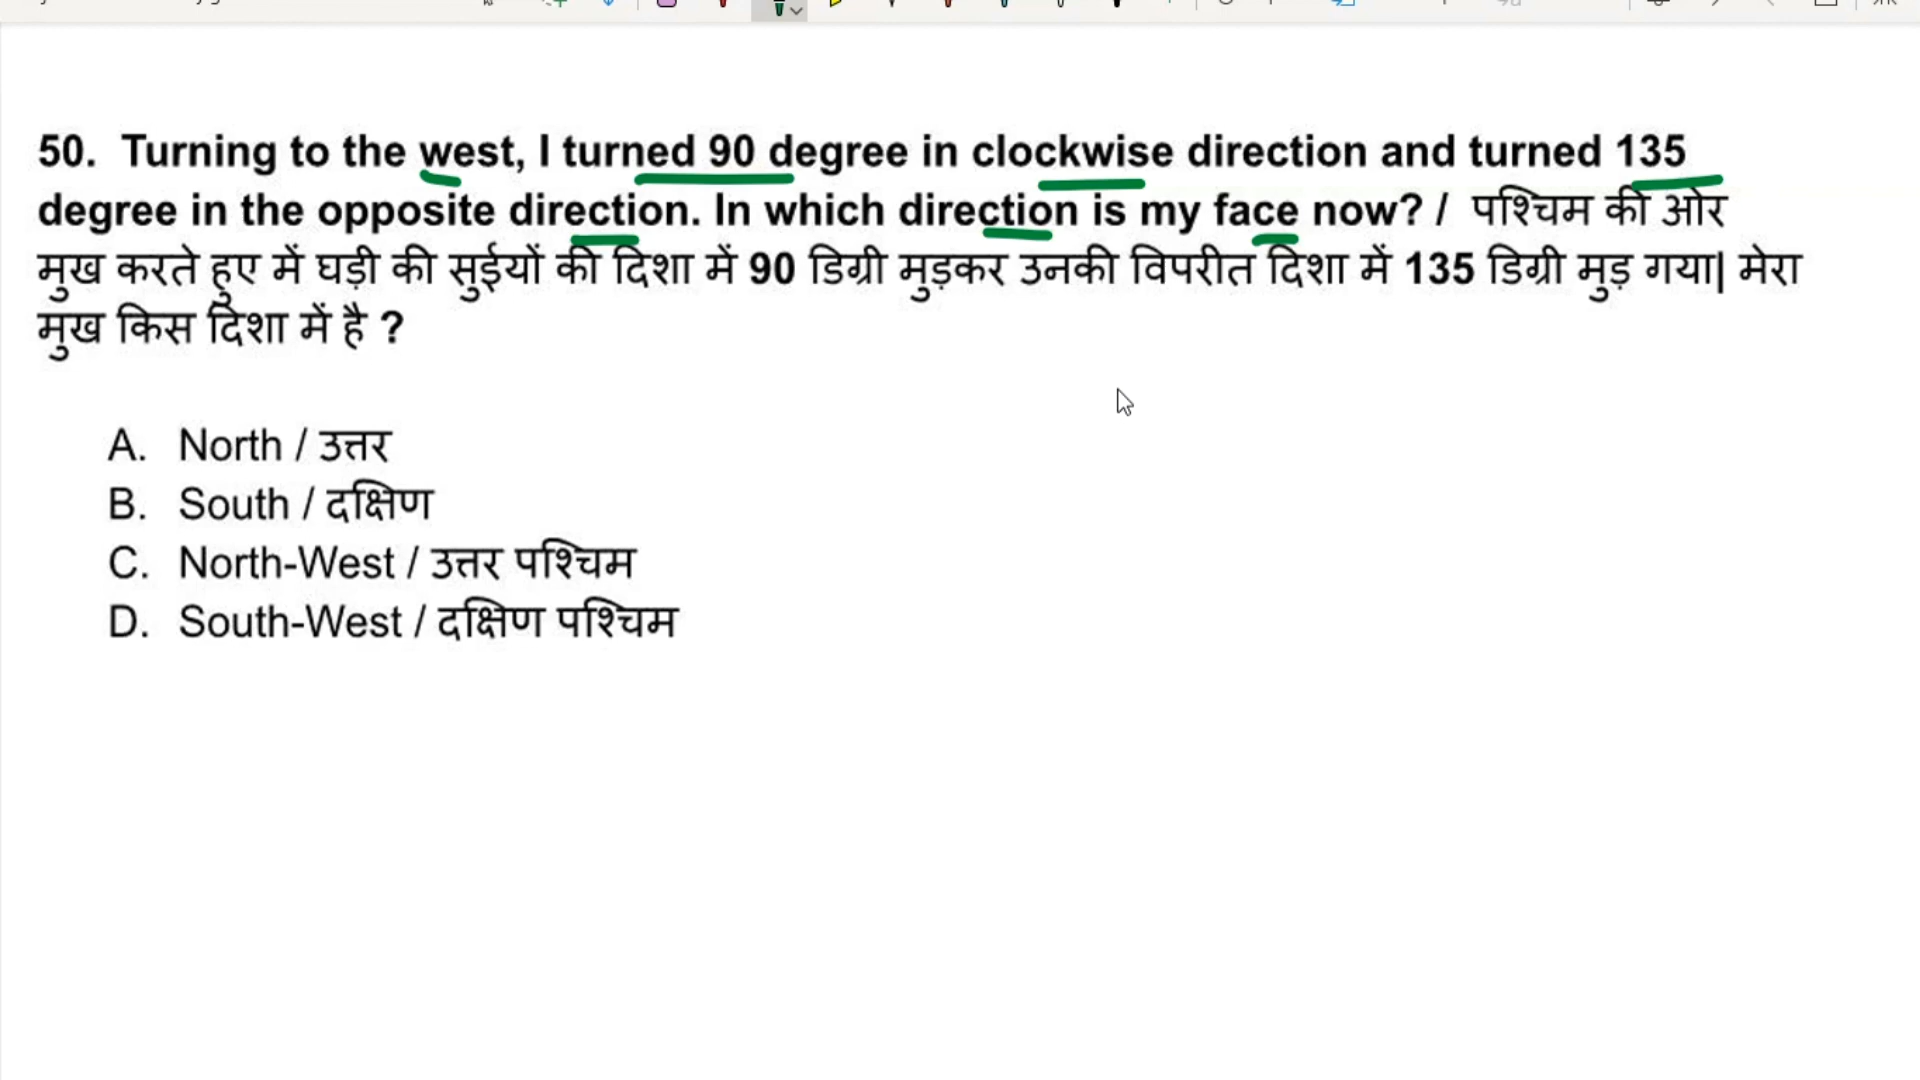 50. Turning to the west, I turned 90 degree in clockwise direction and turned 135
degree in the opposite direction. In which direction is my face now? / पश्चिम की ओर
मुख करते हुए में घड़ी की सुईयों की दिशा में 90 डिग्री मुड़कर उनकी विपरीत दिशा में 135 डिग्री मुड़ गया| मेरा
मुख किस दिशा में है ?
A. North / उत्तर
B. South / दक्षिण
C. North-West / उत्तर पश्चिम
D. South-West / दक्षिण पश्चिम